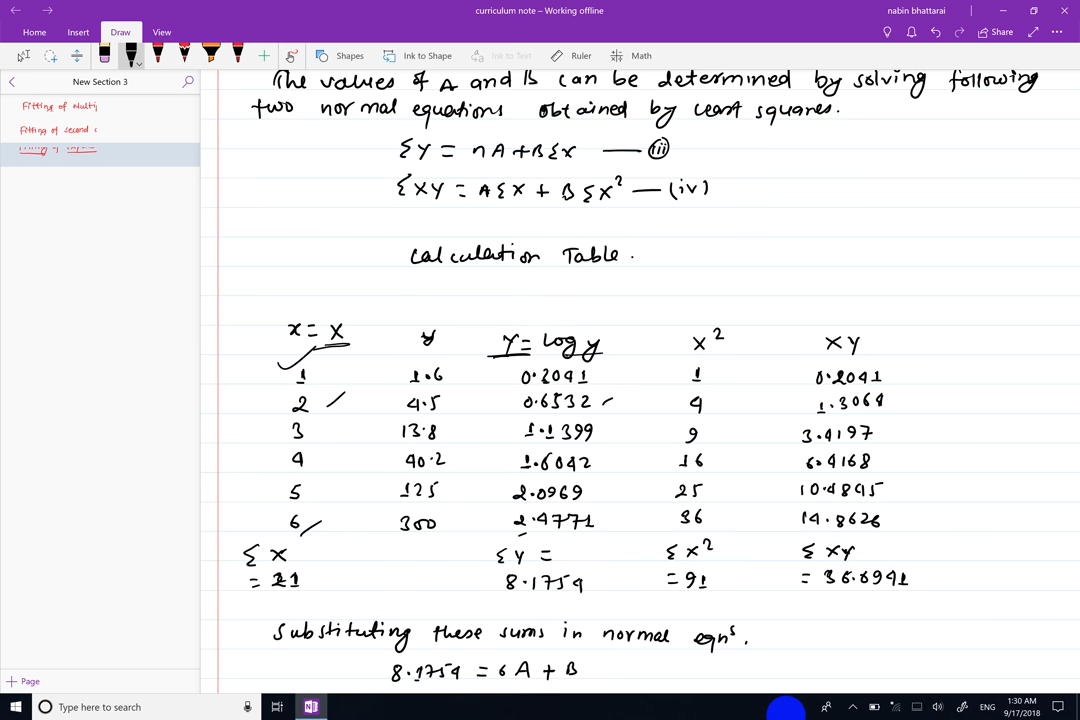 curriculum note – Working offline
nabin bhattarai
Home Insert Draw View
Share
Shapes Ink to Shape Ink to Text Ruler Math
New Section 3
Fitting of Multip
Fitting of second o
The values of A and B can be determined by solving following
two normal equations obtained by least squares.
ΣY = nA + BΣX — (iii)
ΣXY = AΣX + BΣX² — (iv)
Calculation Table.
x = X y Y = log y X² XY
1 1.6 0.2041 1 0.2041
2 4.5 0.6532 4 1.3064
3 13.8 1.1399 9 3.4197
4 40.2 1.6042 16 6.4168
5 125 2.0969 25 10.4845
6 300 2.4771 36 14.8626
ΣX ΣY = ΣX² ΣXY
= 21 8.1754 = 91 = 36.6941
Substituting these sums in normal eqnˢ.
8.1754 = 6A + B
Page
Type here to search
ENG
1:30 AM
9/17/2018